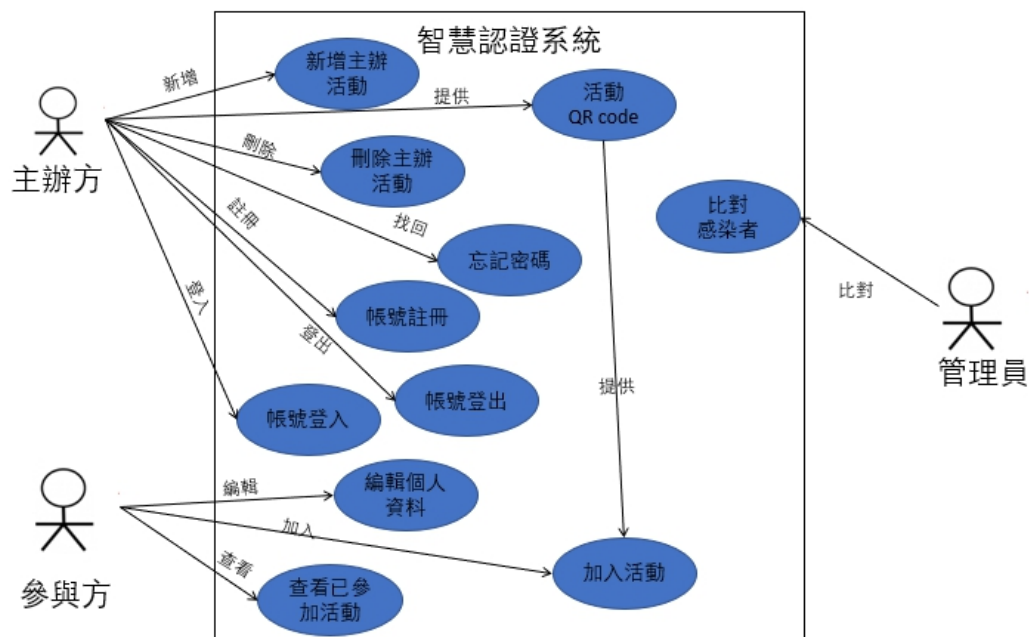 智慧認證系統
新增
新增主辦
活動
提供
活動
QR code
主辦方
刪除
刪除主辦
活動
註冊
找回
比對
感染者
忘記密碼
登入
帳號註冊
登出
比對
管理員
提供
帳號登入
帳號登出
編輯
編輯個人
資料
加入
參與方
查看
查看已參
加活動
加入活動